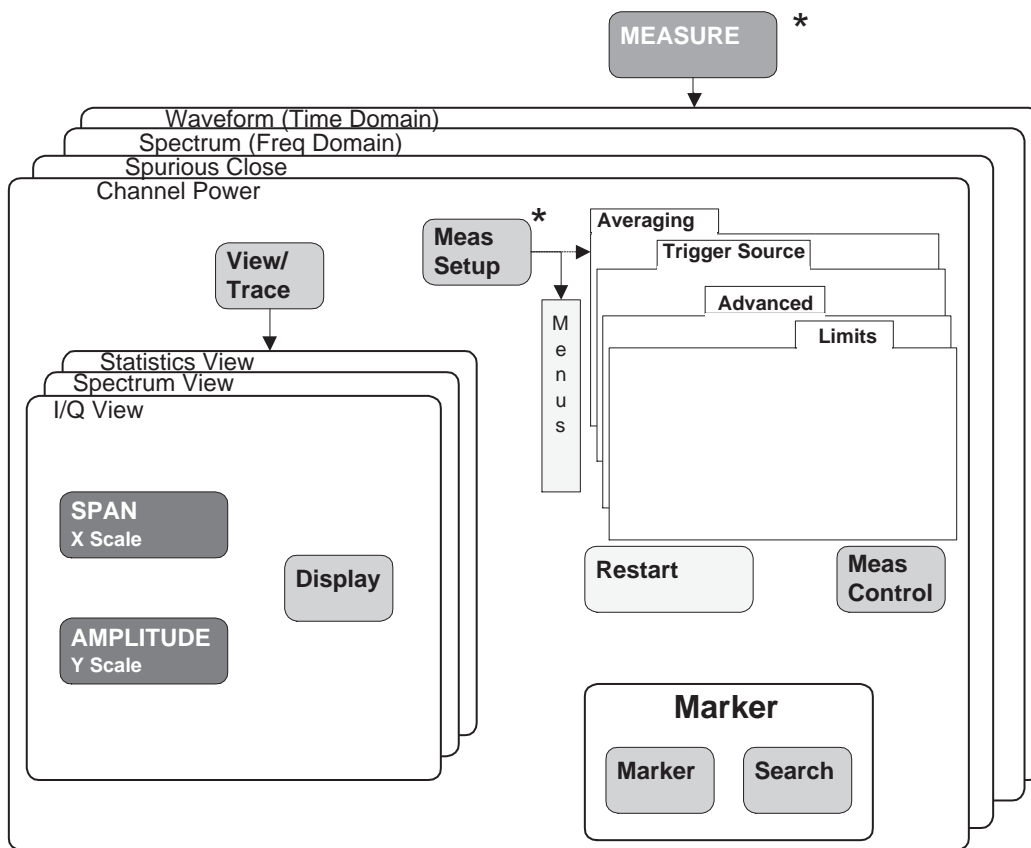 MEASURE
*
Waveform (Time Domain)
Spectrum (Freq Domain)
Spurious Close
Channel Power
View/
Trace
Meas
Setup
*
Averaging
Trigger Source
Advanced
Limits
M
e
n
u
s
Statistics View
Spectrum View
I/Q View
SPAN
X Scale
Display
AMPLITUDE
Y Scale
Restart
Meas
Control
Marker
Marker
Search